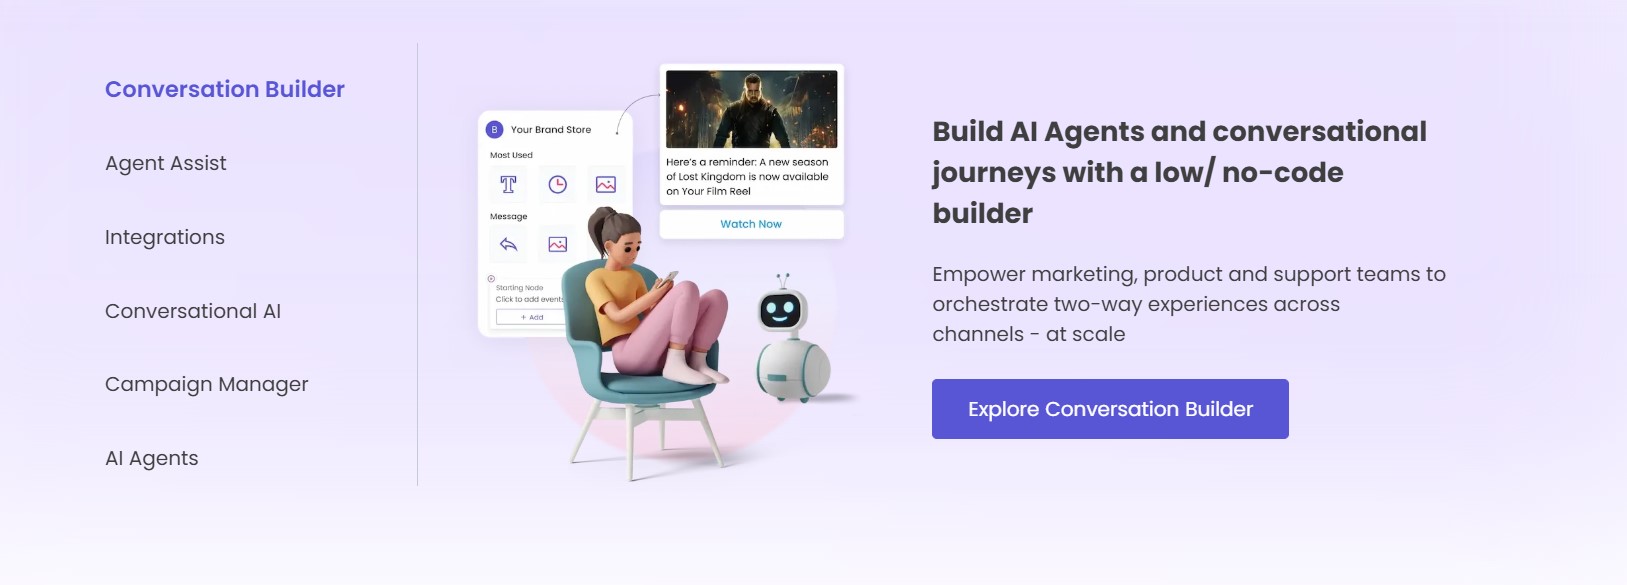 Conversation Builder
Agent Assist
Integrations
Conversational AI
Campaign Manager
AI Agents
B Your Brand Store
Most Used
Message
Starting Node
Click to add events
+ Add
Here's a reminder: A new season
of Lost Kingdom is now available
on Your Film Reel
Watch Now
Build AI Agents and conversational
journeys with a low/ no-code
builder
Empower marketing, product and support teams to
orchestrate two-way experiences across
channels - at scale
Explore Conversation Builder